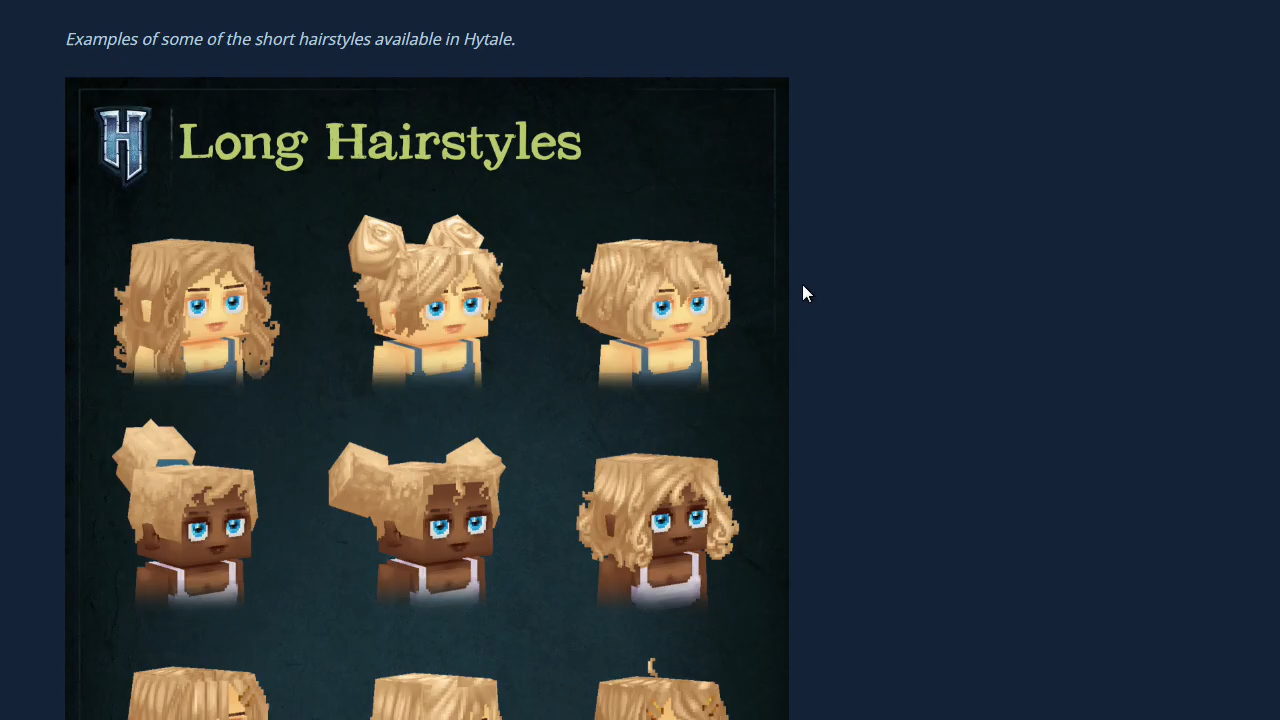 Examples of some of the short hairstyles available in Hytale.
H
Long Hairstyles